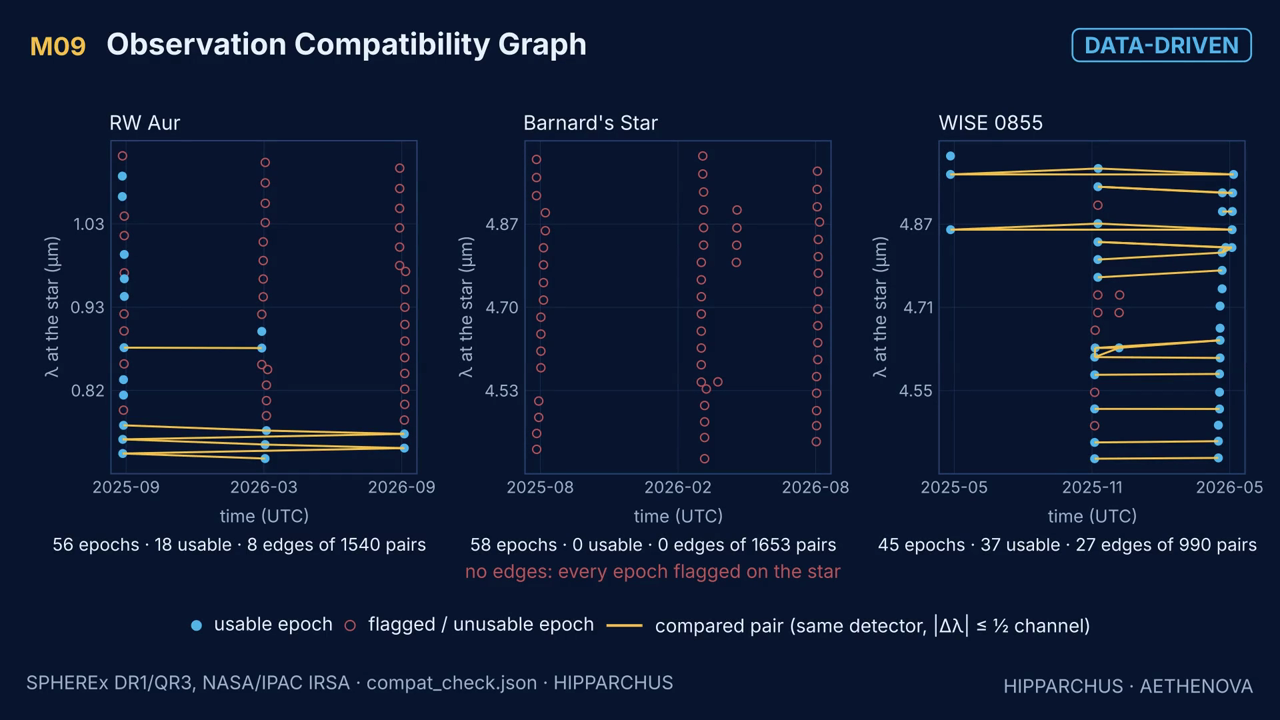 M09 Observation Compatibility Graph
DATA-DRIVEN
RW Aur
λ at the star (μm)
1.03
0.93
0.82
2025-09 2026-03 2026-09
time (UTC)
56 epochs · 18 usable · 8 edges of 1540 pairs
Barnard's Star
λ at the star (μm)
4.87
4.70
4.53
2025-08 2026-02 2026-08
time (UTC)
58 epochs · 0 usable · 0 edges of 1653 pairs
no edges: every epoch flagged on the star
WISE 0855
λ at the star (μm)
4.87
4.71
4.55
2025-05 2025-11 2026-05
time (UTC)
45 epochs · 37 usable · 27 edges of 990 pairs
usable epoch flagged / unusable epoch compared pair (same detector, |Δλ| ≤ ½ channel)
SPHEREx DR1/QR3, NASA/IPAC IRSA · compat_check.json · HIPPARCHUS
HIPPARCHUS · AETHENOVA